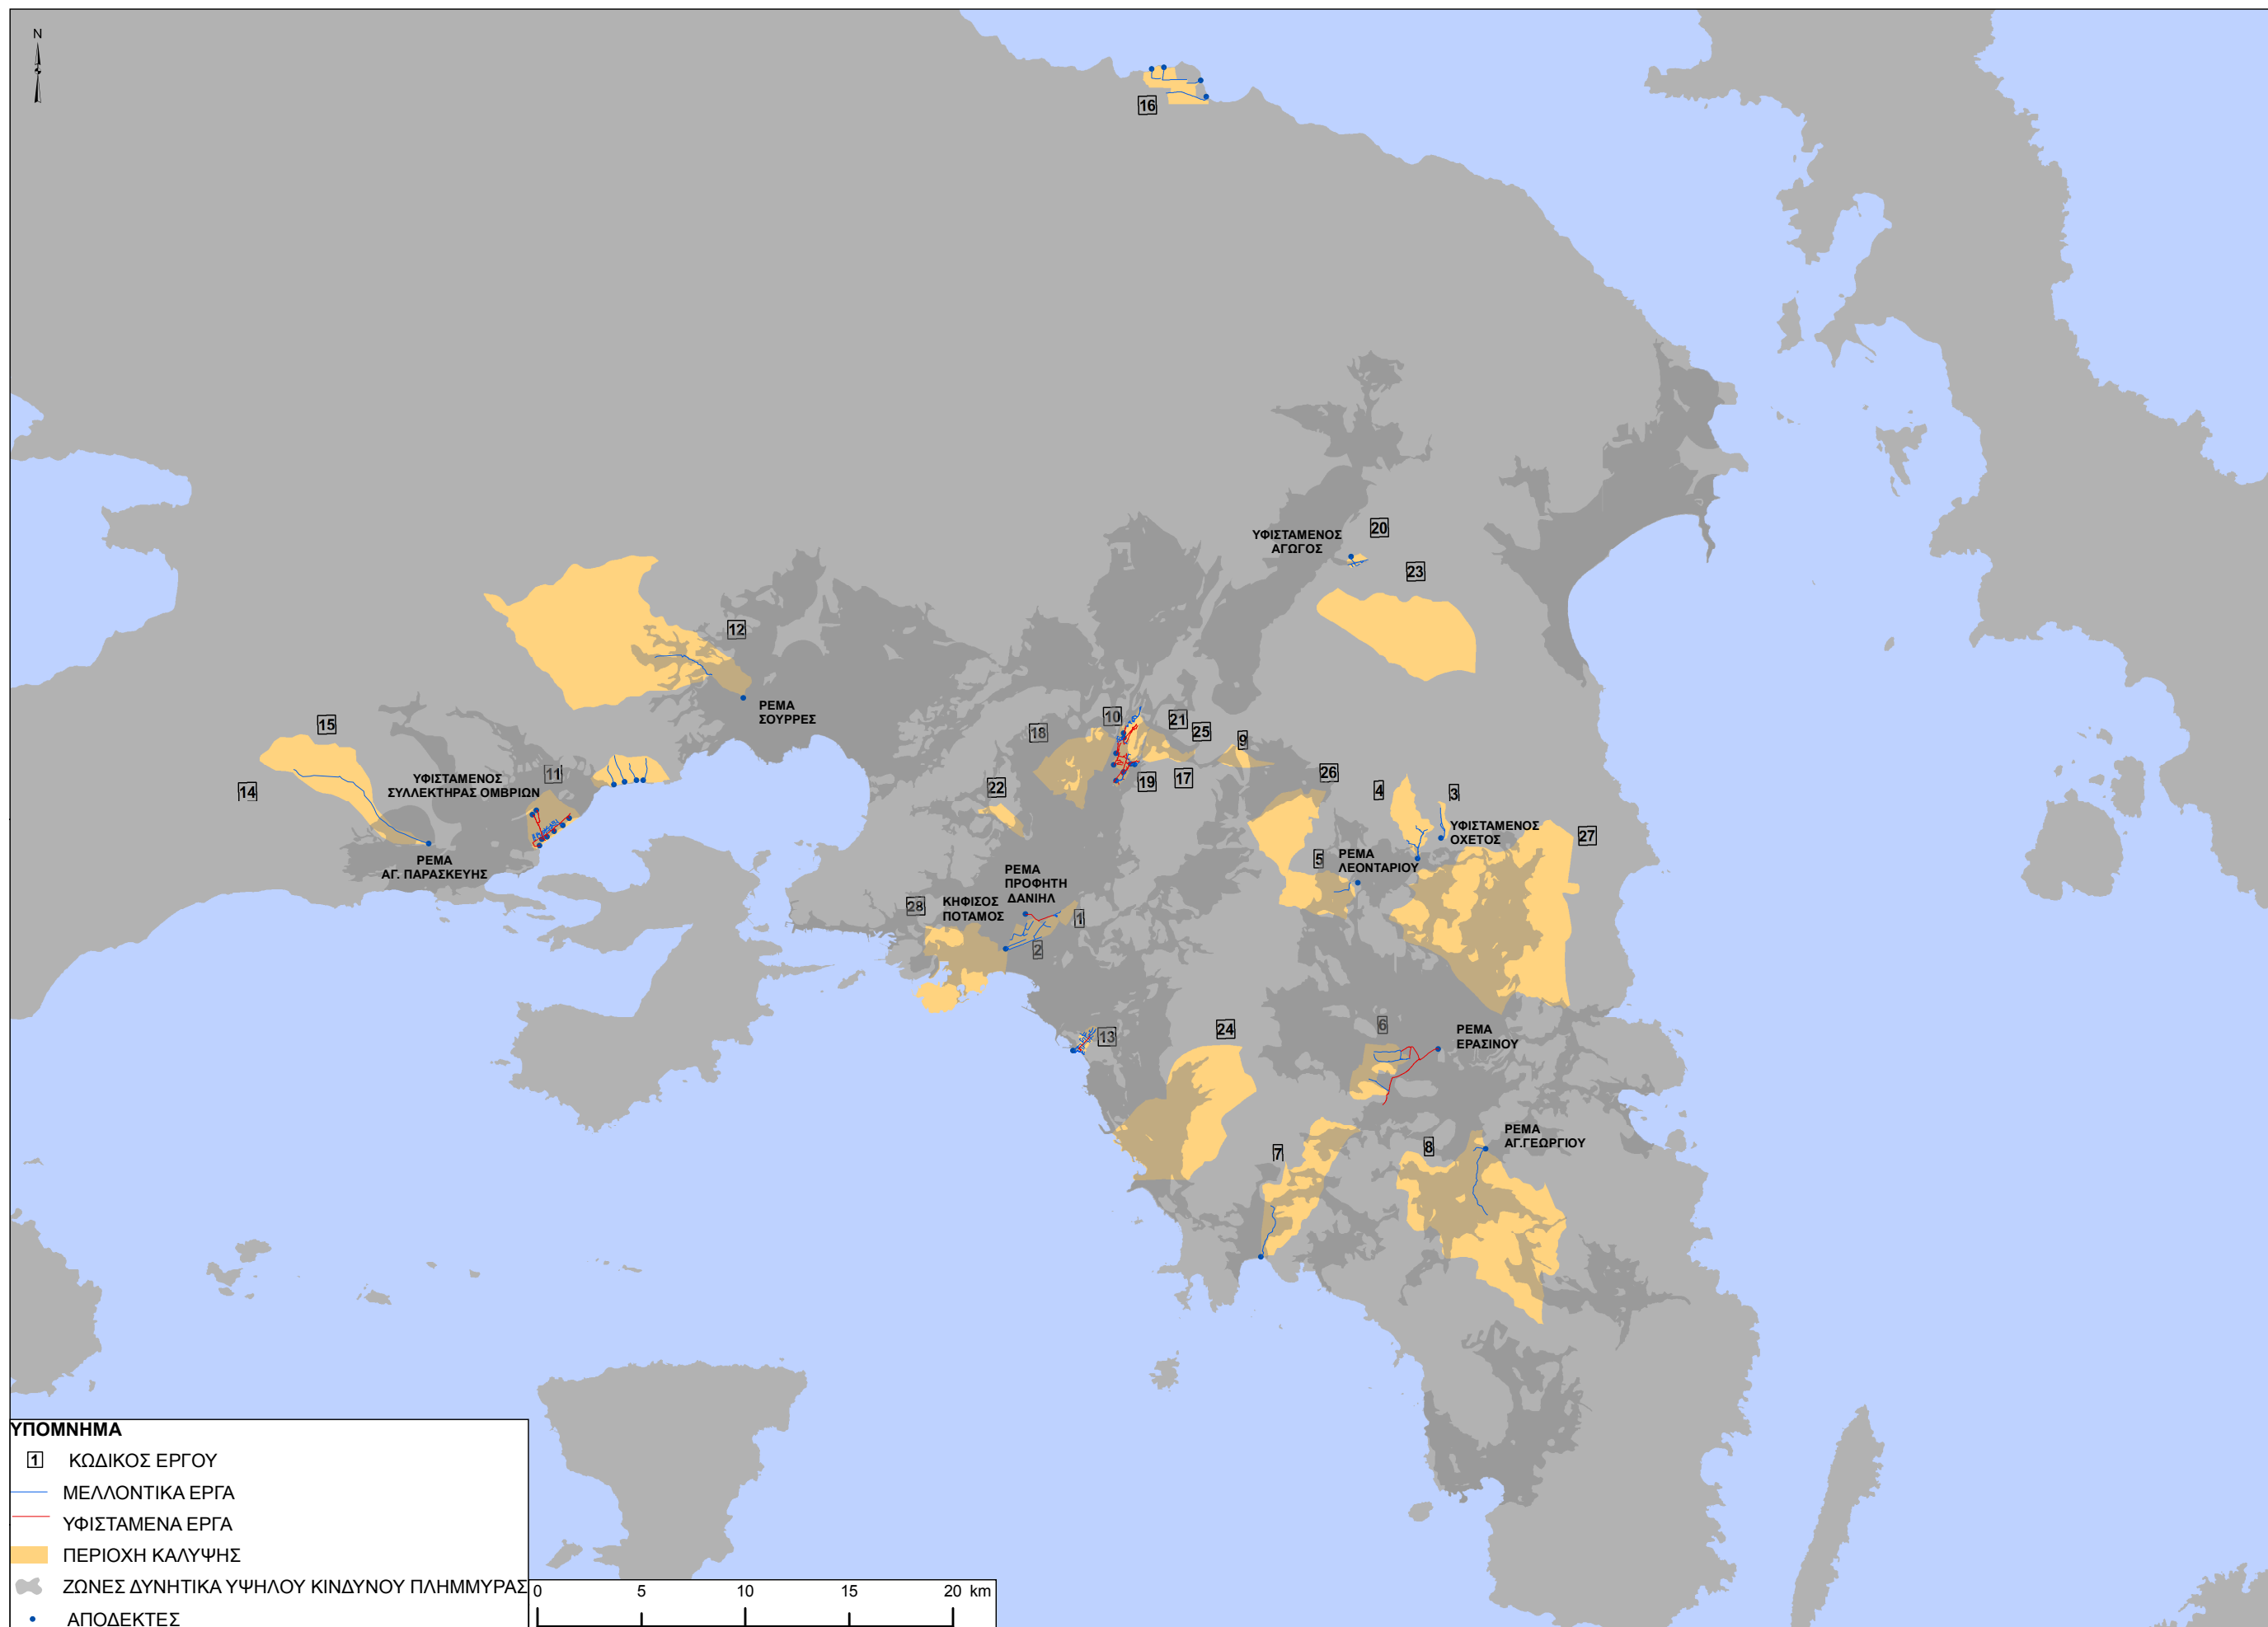 N
16
20
ΥΦΙΣΤΑΜΕΝΟΣ
ΑΓΩΓΟΣ
23
12
ΡΕΜΑ
ΣΟΥΡΡΕΣ
15
10
21
25
18
9
14
ΥΦΙΣΤΑΜΕΝΟΣ
ΣΥΛΛΕΚΤΗΡΑΣ ΟΜΒΡΙΩΝ
11
22
19
17
26
4
3
ΥΦΙΣΤΑΜΕΝΟΣ
ΟΧΕΤΟΣ
27
5
ΡΕΜΑ
ΛΕΟΝΤΑΡΙΟΥ
ΡΕΜΑ
ΑΓ. ΠΑΡΑΣΚΕΥΗΣ
ΡΕΜΑ
ΠΡΟΦΗΤΗ
ΔΑΝΙΗΛ
28
ΚΗΦΙΣΟΣ
ΠΟΤΑΜΟΣ
1
2
13
24
6
ΡΕΜΑ
ΕΡΑΣΙΝΟΥ
7
8
ΡΕΜΑ
ΑΓ.ΓΕΩΡΓΙΟΥ
ΥΠΟΜΝΗΜΑ
1 ΚΩΔΙΚΟΣ ΕΡΓΟΥ
ΜΕΛΛΟΝΤΙΚΑ ΕΡΓΑ
ΥΦΙΣΤΑΜΕΝΑ ΕΡΓΑ
ΠΕΡΙΟΧΗ ΚΑΛΥΨΗΣ
ΖΩΝΕΣ ΔΥΝΗΤΙΚΑ ΥΨΗΛΟΥ ΚΙΝΔΥΝΟΥ ΠΛΗΜΜΥΡΑΣ
ΑΠΟΔΕΚΤΕΣ
0 5 10 15 20 km